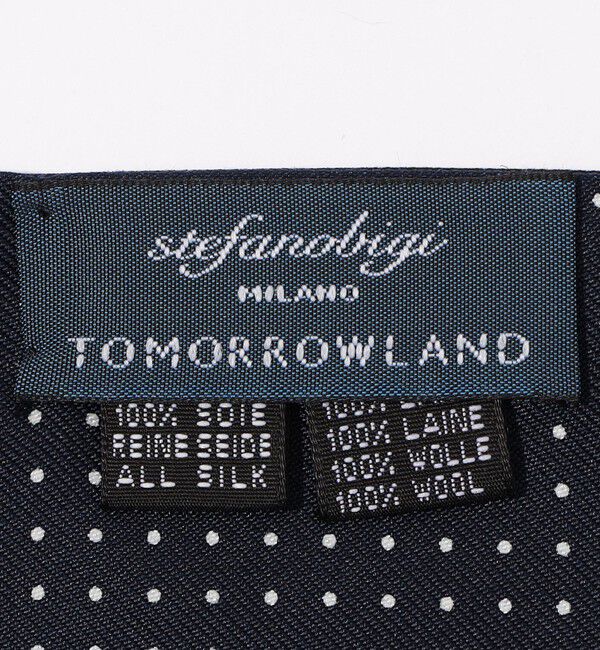 stefanobigi
MILANO
TOMORROWLAND
100% SOIE
REINE SEIDE
ALL SILK
100% LAINE
100% WOLLE
100% WOOL